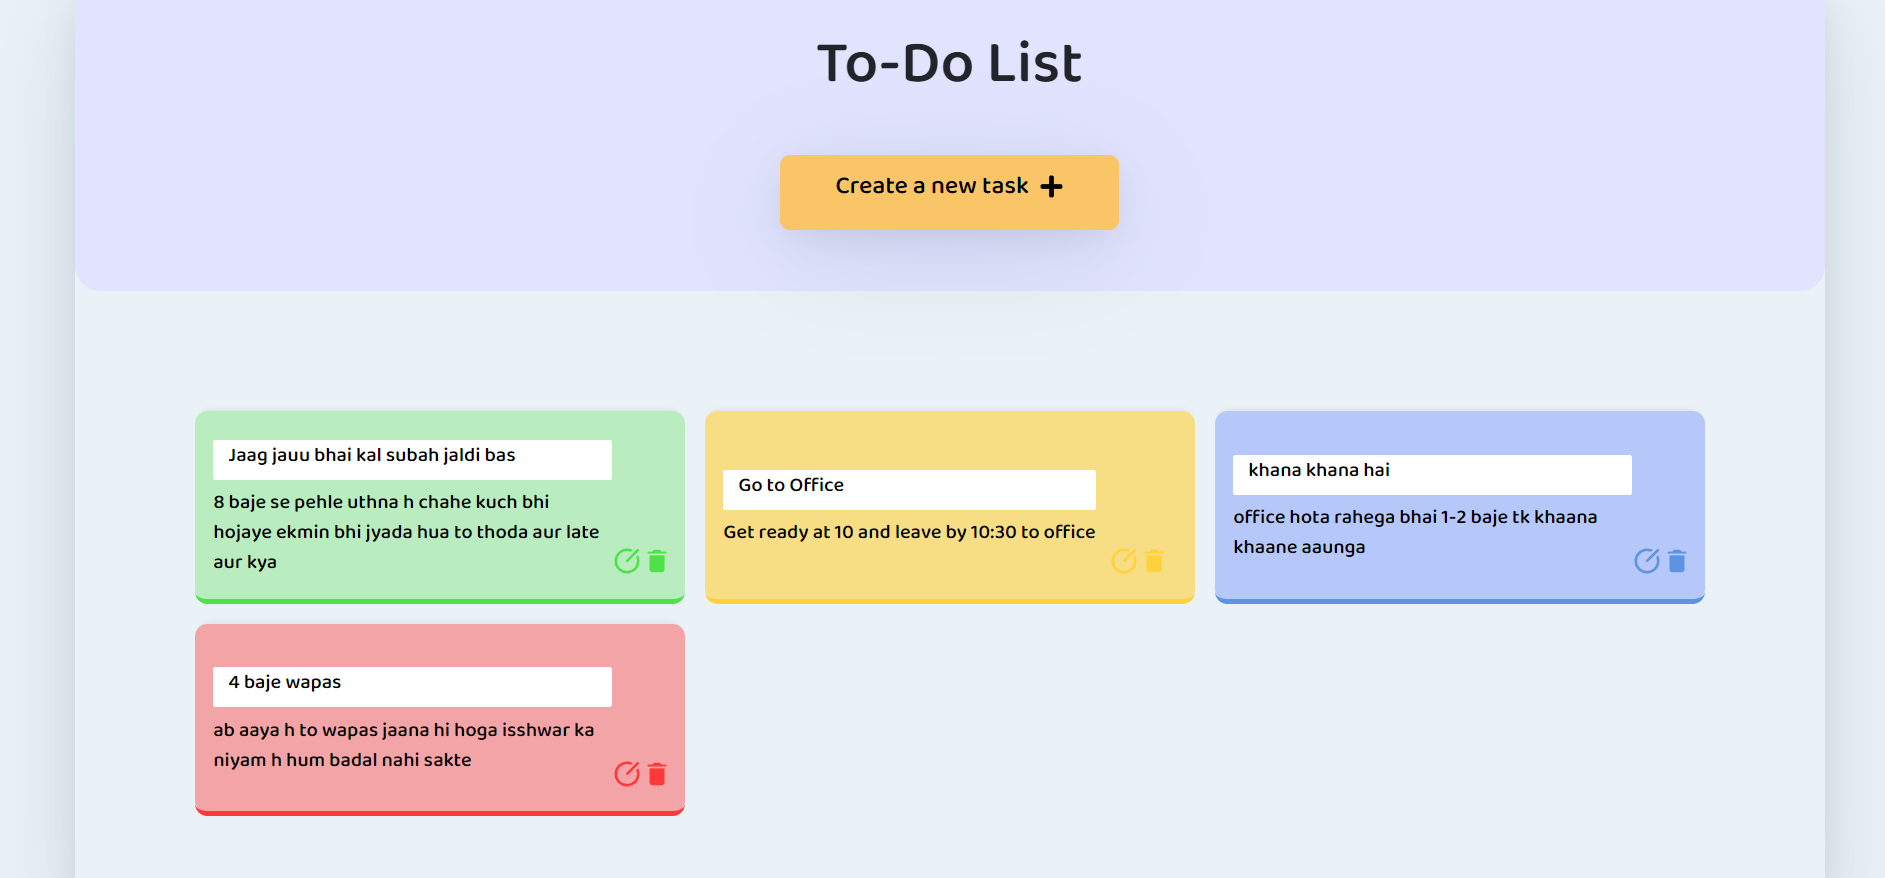 To-Do List
Create a new task
Jaag jauu bhai kal subah jaldi bas
8 baje se pehle uthna h chahe kuch bhi
hojaye ekmin bhi jyada hua to thoda aur late
aur kya
Go to Office
Get ready at 10 and leave by 10:30 to office
khana khana hai
office hota rahega bhai 1-2 baje tk khaana
khaane aaunga
4 baje wapas
ab aaya h to wapas jaana hi hoga isshwar ka
niyam h hum badal nahi sakte